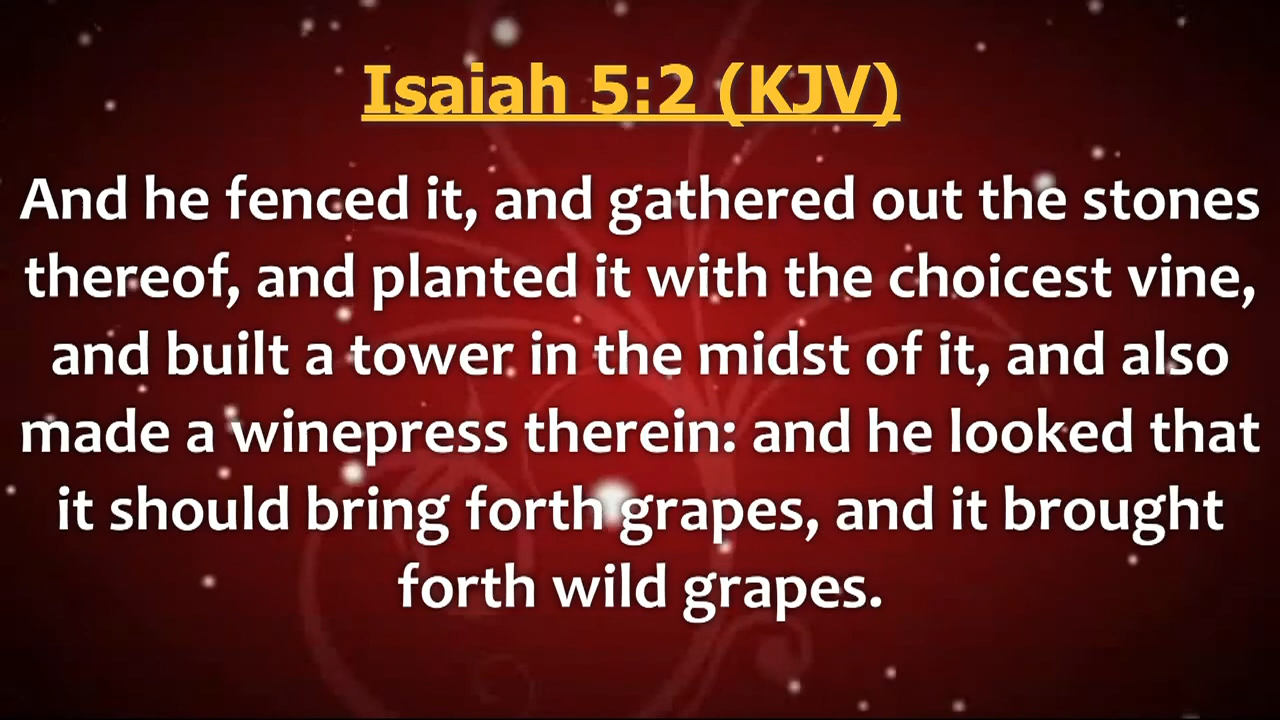 Isaiah 5:2 (KJV)
And he fenced it, and gathered out the stones
thereof, and planted it with the choicest vine,
and built a tower in the midst of it, and also
made a winepress therein: and he looked that
it should bring forth grapes, and it brought
forth wild grapes.